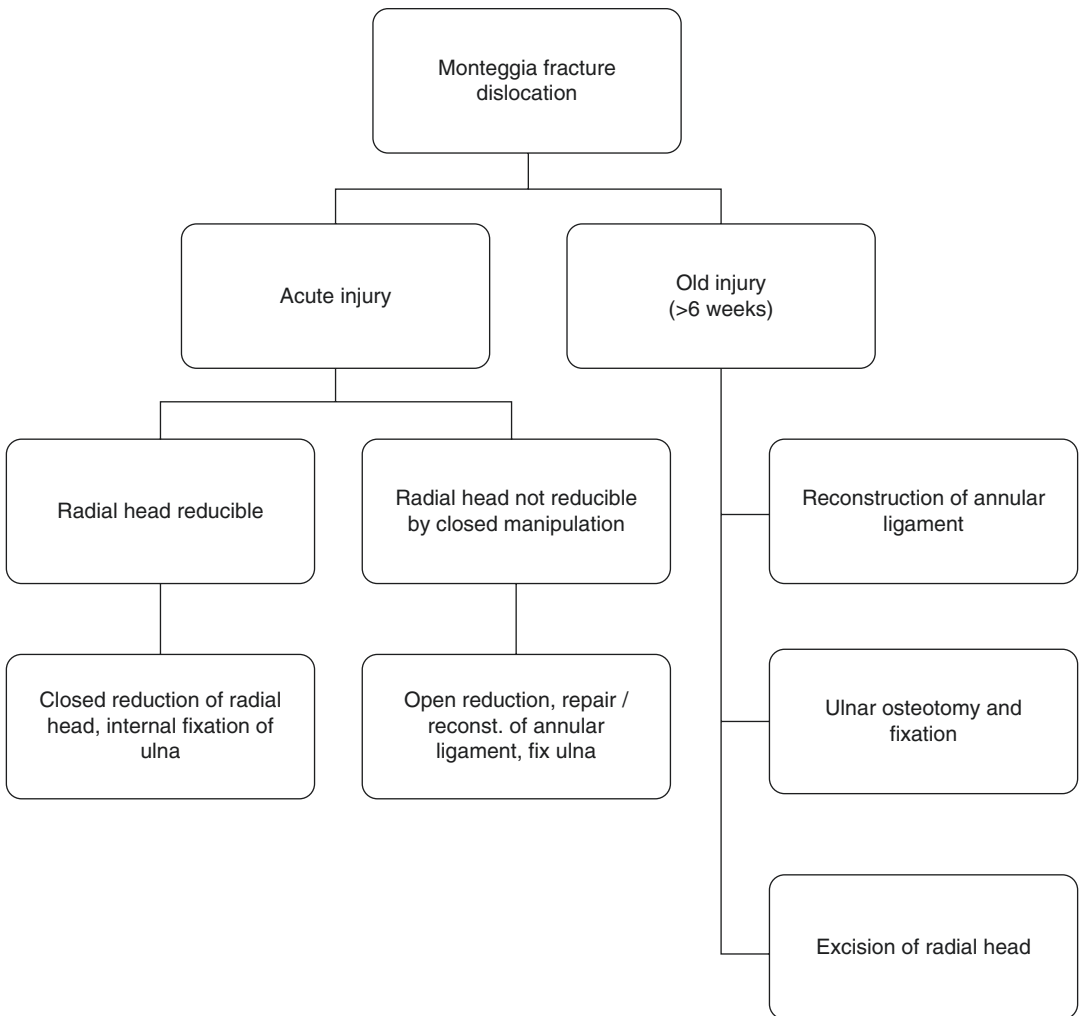 Monteggia fracture
dislocation
Acute injury
Old injury
(>6 weeks)
Radial head reducible
Radial head not reducible
by closed manipulation
Reconstruction of annular
ligament
Closed reduction of radial
head, internal fixation of
ulna
Open reduction, repair /
reconst. of annular
ligament, fix ulna
Ulnar osteotomy and
fixation
Excision of radial head